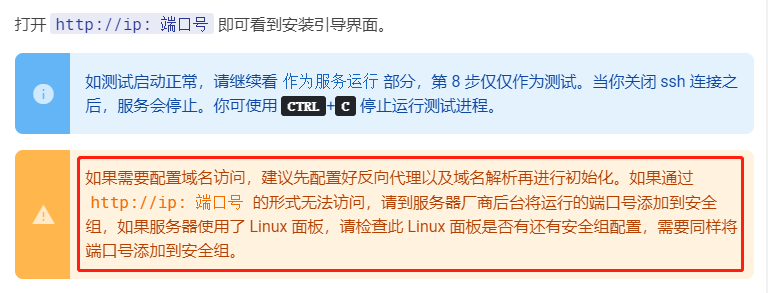 打开 http://ip: 端口号 即可看到安装引导界面。
如测试启动正常，请继续看 作为服务运行 部分，第 8 步仅仅作为测试。当你关闭 ssh 连接之
后，服务会停止。你可使用 CTRL+C 停止运行测试进程。
如果需要配置域名访问，建议先配置好反向代理以及域名解析再进行初始化。如果通过
http://ip: 端口号 的形式无法访问，请到服务器厂商后台将运行的端口号添加到安全
组，如果服务器使用了 Linux 面板，请检查此 Linux 面板是否有还有安全组配置，需要同样将
端口号添加到安全组。